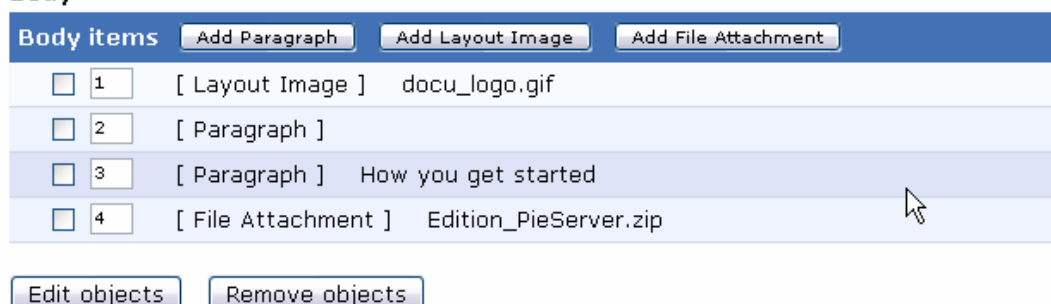 Body items Add Paragraph Add Layout Image Add File Attachment
1 [ Layout Image ] docu_logo.gif
2 [ Paragraph ]
3 [ Paragraph ] How you get started
4 [ File Attachment ] Edition_PieServer.zip
Edit objects Remove objects